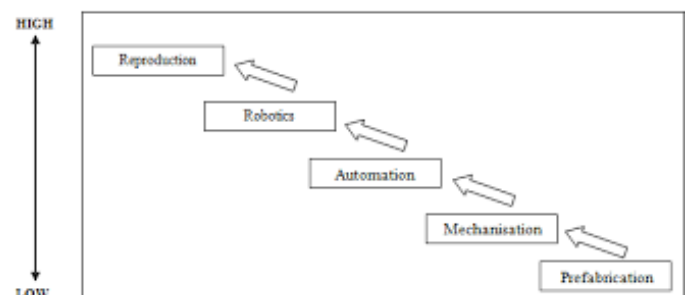 HIGH
Reproduction
Robotics
Automation
Mechanisation
Prefabrication
LOW